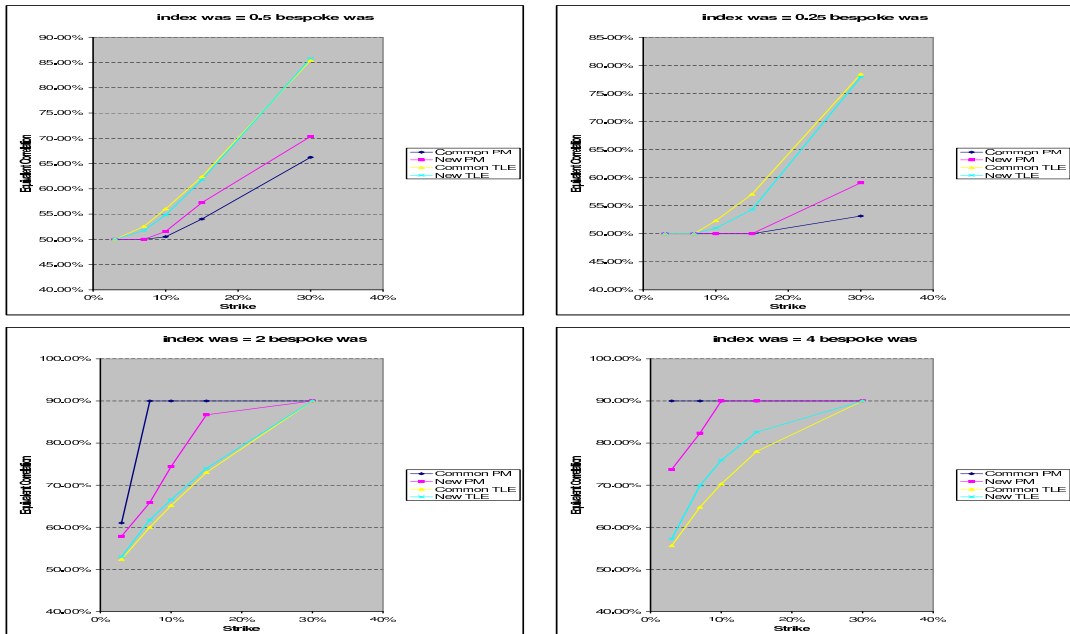 index was = 0.5 bespoke was
90.00%
85.00%
80.00%
75.00%
70.00%
65.00%
60.00%
55.00%
50.00%
45.00%
40.00%
Equivalent Correlation
0% 10% 20% 30% 40%
Strike
Common PM
New PM
Common TLE
New TLE
index was = 0.25 bespoke was
85.00%
80.00%
75.00%
70.00%
65.00%
60.00%
55.00%
50.00%
45.00%
40.00%
Equivalent Correlation
0% 10% 20% 30% 40%
Strike
Common PM
New PM
Common TLE
New TLE
index was = 2 bespoke was
100.00%
90.00%
80.00%
70.00%
60.00%
50.00%
40.00%
Equivalent Correlation
0% 10% 20% 30% 40%
Strike
Common PM
New PM
Common TLE
New TLE
index was = 4 bespoke was
100.00%
90.00%
80.00%
70.00%
60.00%
50.00%
40.00%
Equivalent Correlation
0% 10% 20% 30% 40%
Strike
Common PM
New PM
Common TLE
New TLE